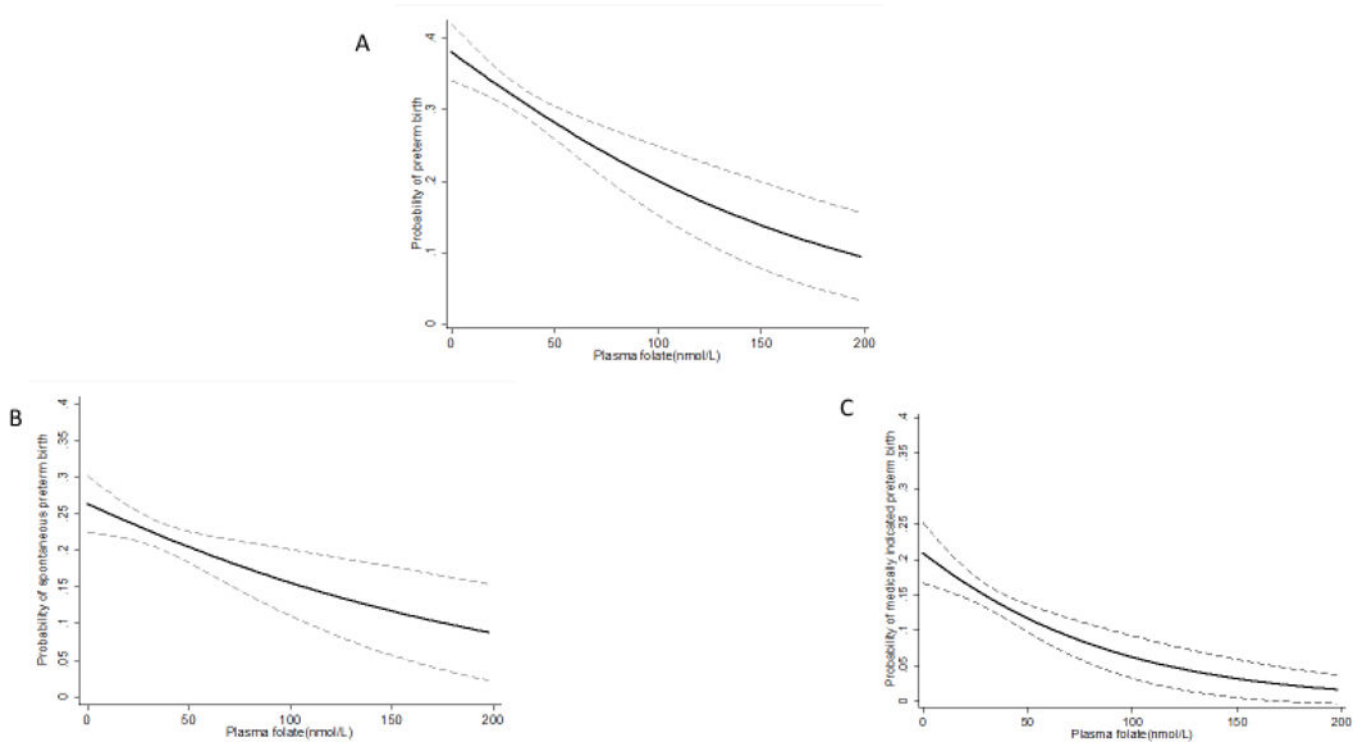 A
Probability of preterm birth
.4
.3
.2
.1
0
0 50 100 150 200
Plasma folate(nmol/L)
B
Probability of spontaneous preterm birth
.4
.35
.3
.25
.2
.15
.1
.05
0
0 50 100 150 200
Plasma folate(nmol/L)
C
Probability of medically indicated preterm birth
.4
.35
.3
.25
.2
.15
.1
.05
0
0 50 100 150 200
Plasma folate(nmol/L)